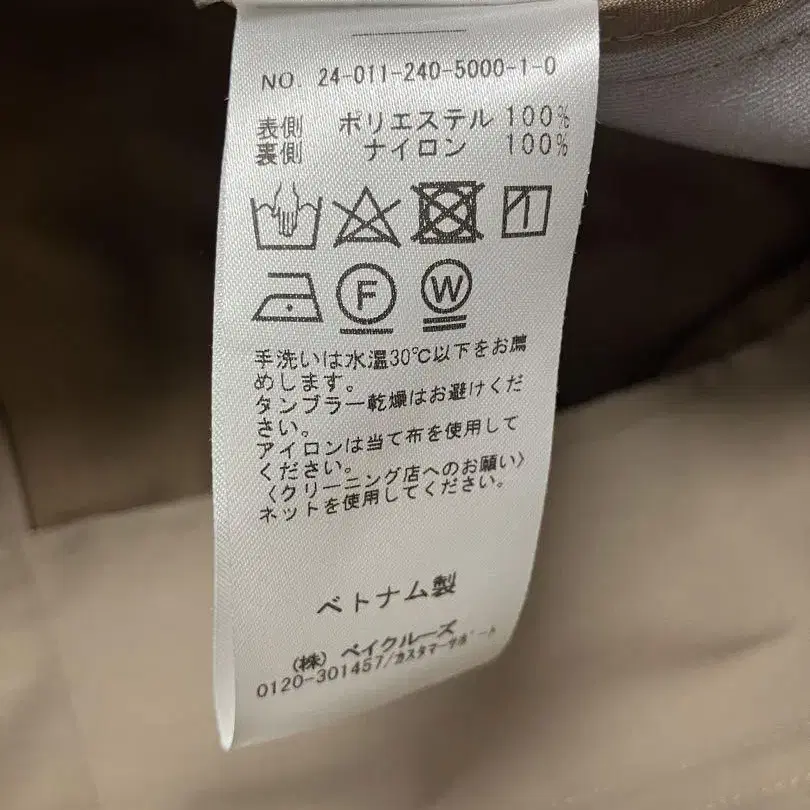 NO. 24-011-240-5000-1-0
表側 ポリエステル 100%
裏側 ナイロン 100%
F W
手洗いは水温30℃以下をお薦
めします。
タンブラー乾燥はお避けくだ
さい。
アイロンは当て布を使用して
ください。
〈クリーニング店へのお願い〉
ネットを使用してください。
ベトナム製
(株) ベイクルーズ
0120-301457/カスタマーサポート